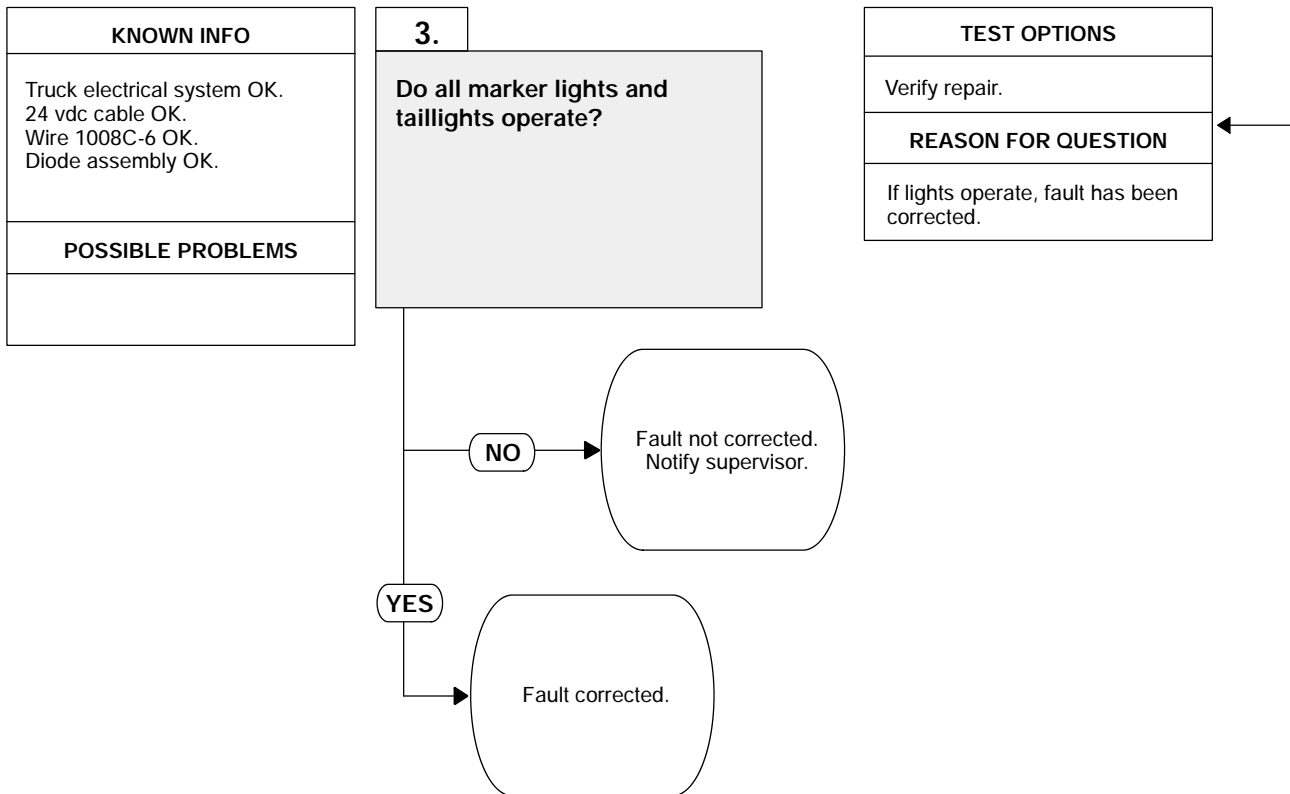 KNOWN INFO
Truck electrical system OK.
24 vdc cable OK.
Wire 1008C-6 OK.
Diode assembly OK.
POSSIBLE PROBLEMS
3.
Do all marker lights and
taillights operate?
TEST OPTIONS
Verify repair.
REASON FOR QUESTION
If lights operate, fault has been
corrected.
NO
Fault not corrected.
Notify supervisor.
YES
Fault corrected.